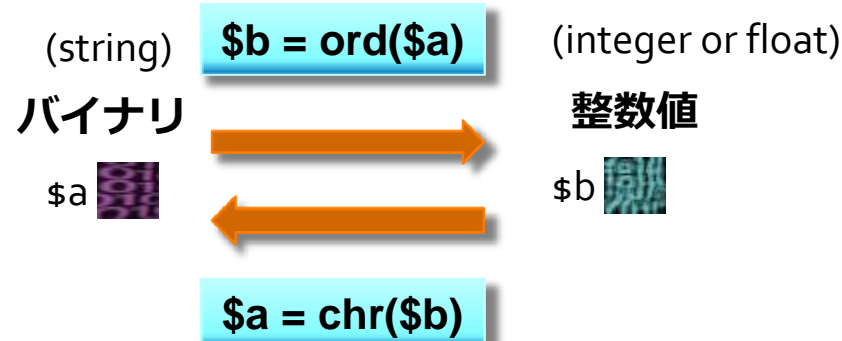 (string)
$b = ord($a)
(integer or float)
バイナリ
整数値
$a
$b
$a = chr($b)